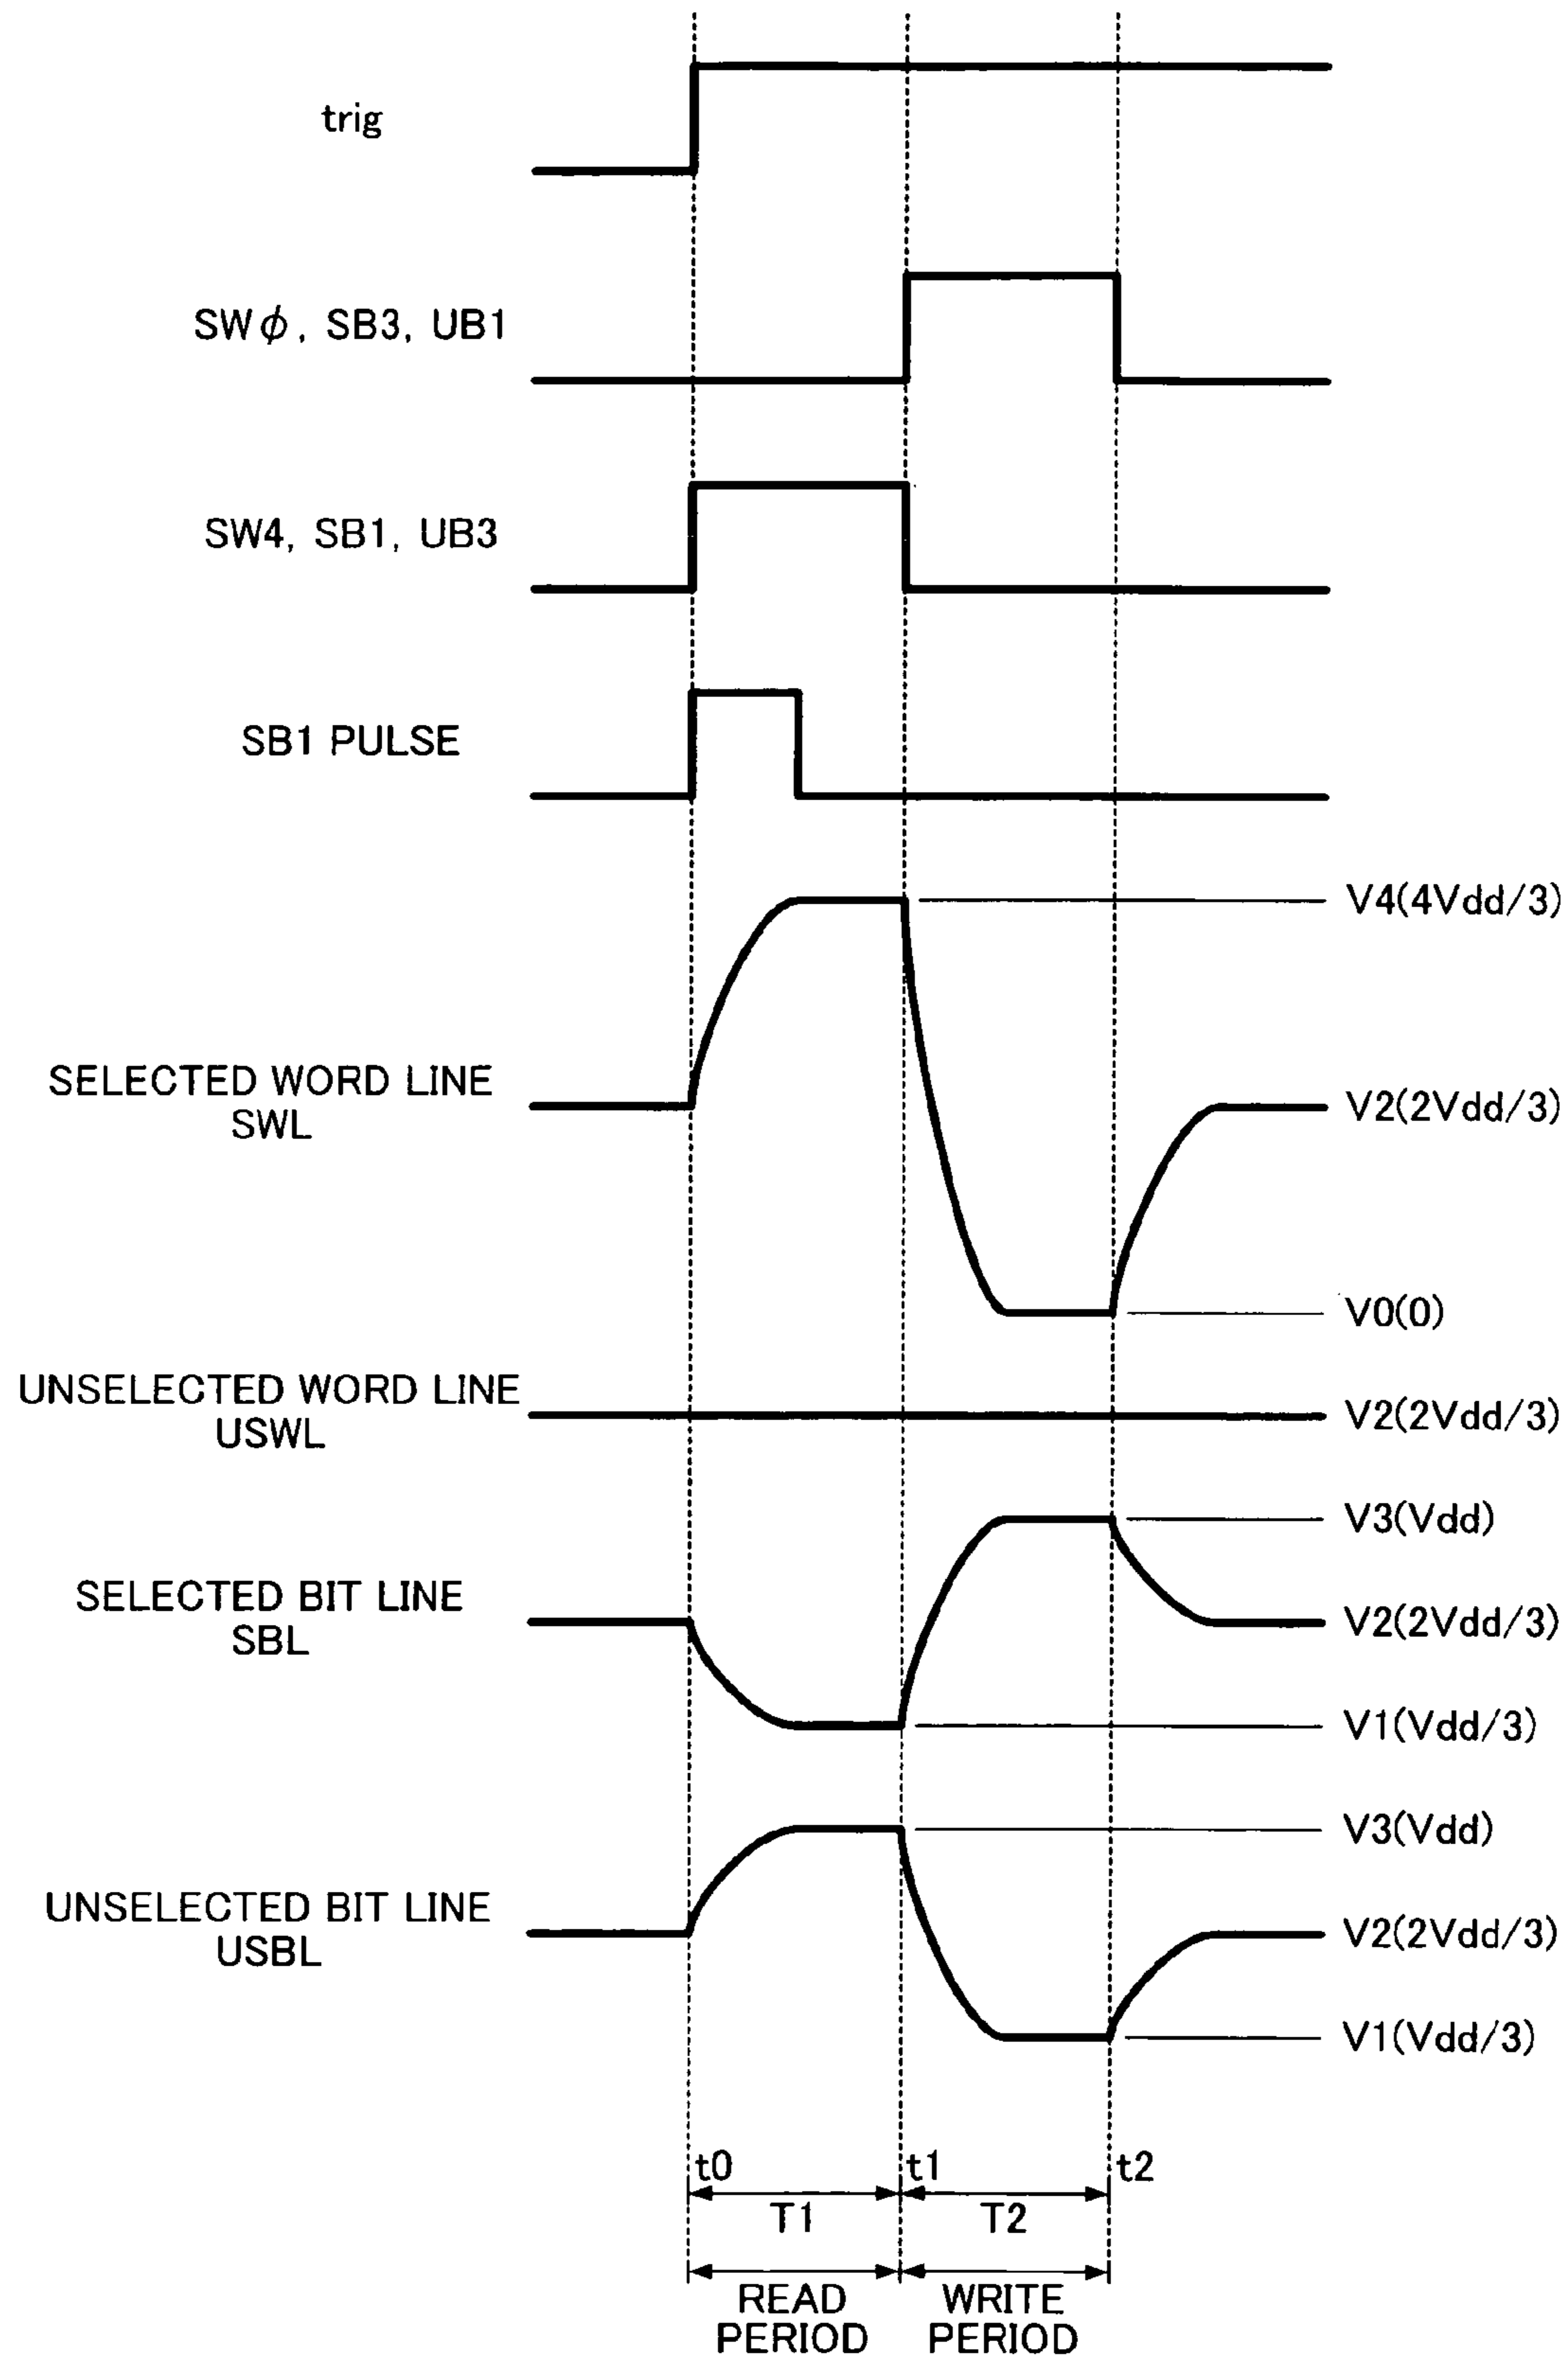 trig
SWφ, SB3, UB1
SW4, SB1, UB3
SB1 PULSE
V4(4Vdd/3)
SELECTED WORD LINE
SWL
V2(2Vdd/3)
V0(0)
UNSELECTED WORD LINE
USWL
V2(2Vdd/3)
V3(Vdd)
SELECTED BIT LINE
SBL
V2(2Vdd/3)
V1(Vdd/3)
V3(Vdd)
UNSELECTED BIT LINE
USBL
V2(2Vdd/3)
V1(Vdd/3)
t0 t1 t2
T1 T2
READ PERIOD
WRITE PERIOD